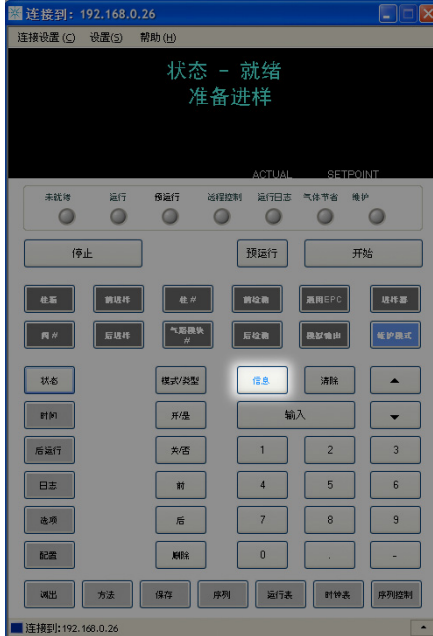 连接到: 192.168.0.26
连接设置(C) 设置(S) 帮助(H)
状态 - 就绪
准备进样
ACTUAL SETPOINT
未就绪 运行 预运行 远程控制 运行日志 气体节省 维护
停止 预运行 开始
柱箱 前进样 柱# 前检测 兼用EPC 进样器
阀# 后进样 气路模块# 后检测 模拟输出 维护模式
状态 模式/类型 信息 清除
时间 开/是 输入
后运行 关/否 1 2 3
日志 前 4 5 6
选项 后 7 8 9
配置 删除 0 . -
调出 方法 保存 序列 运行表 时钟表 序列控制
连接到:192.168.0.26